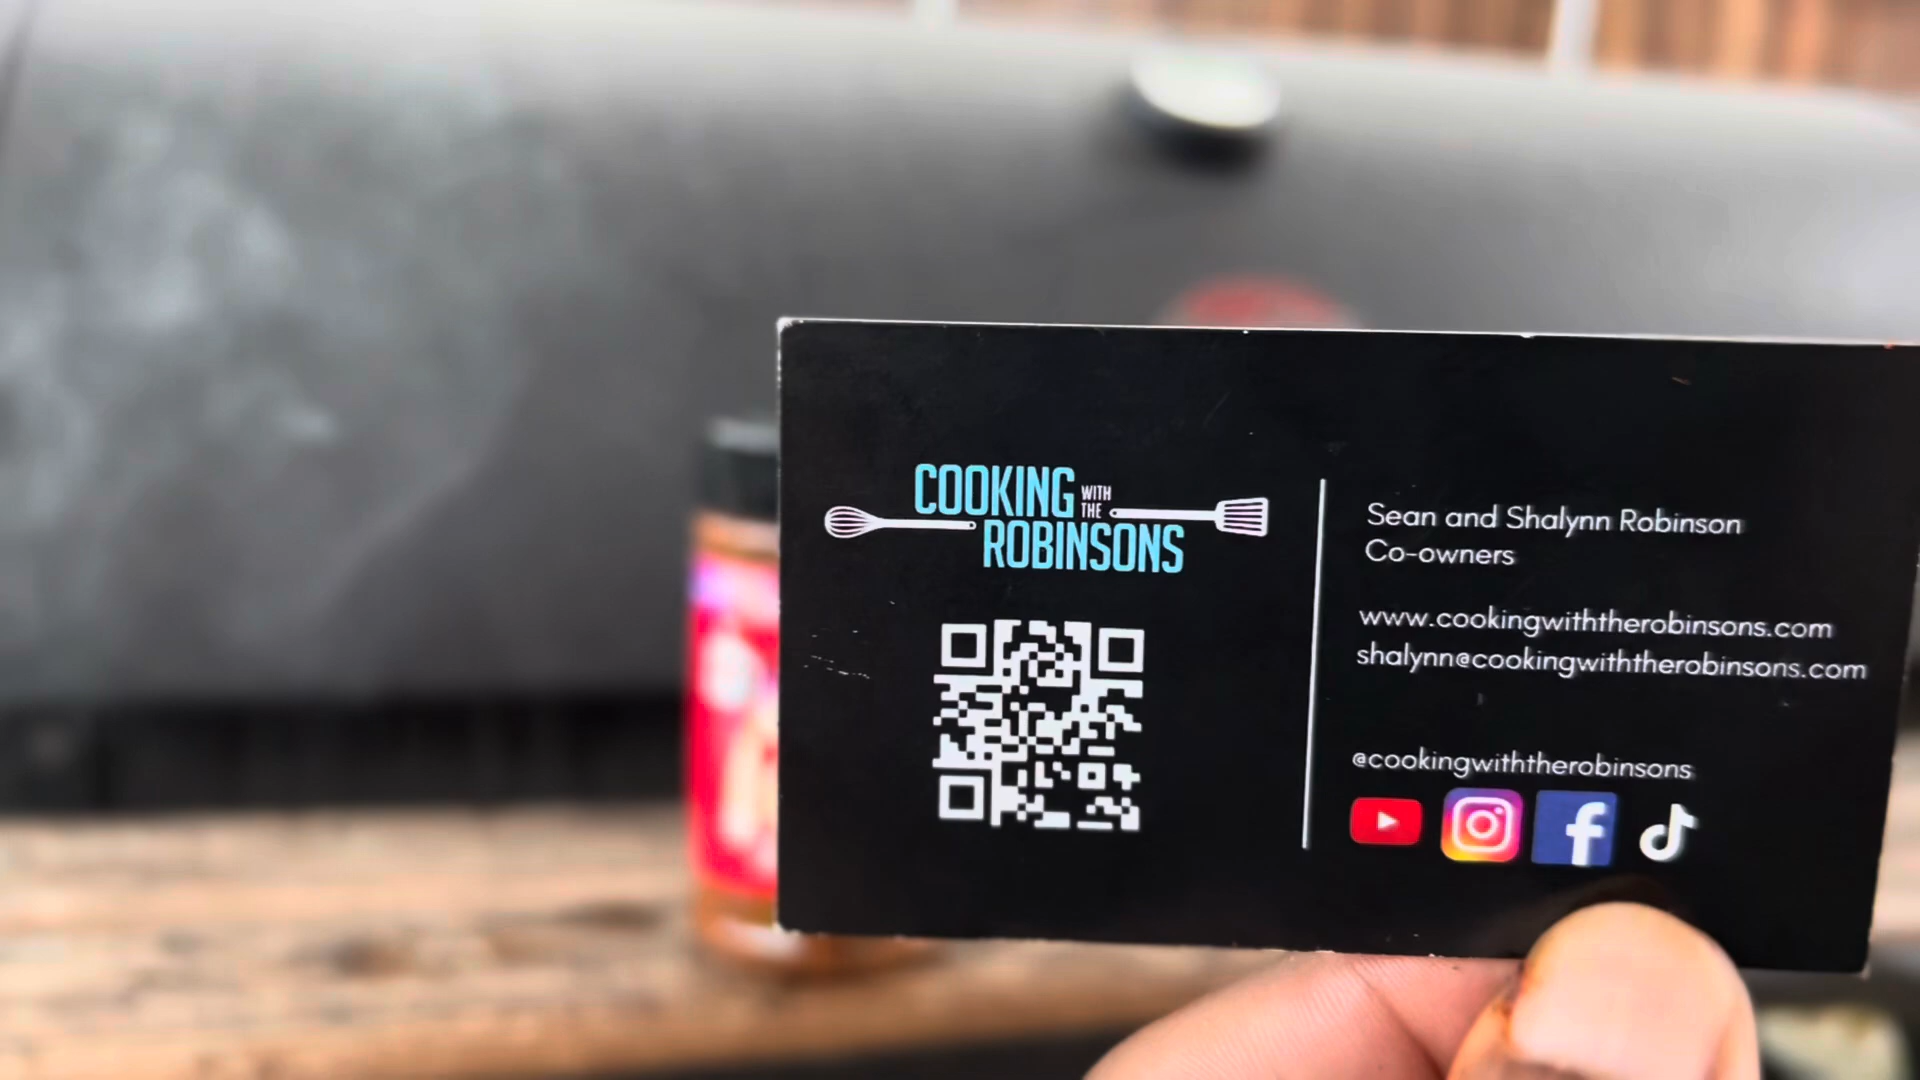 COOKING WITH THE
ROBINSONS
Sean and Shalynn Robinson
Co-owners
www.cookingwiththerobinsons.com
shalynn@cookingwiththerobinsons.com
@cookingwiththerobinsons